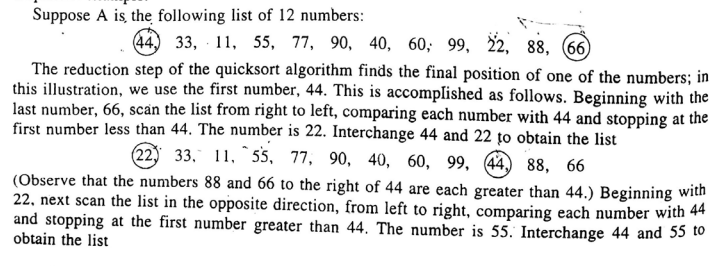 Suppose A is the following list of 12 numbers:
44, 33, 11, 55, 77, 90, 40, 60, 99, 22, 88, 66
The reduction step of the quicksort algorithm finds the final position of one of the numbers; in
this illustration, we use the first number, 44. This is accomplished as follows. Beginning with the
last number, 66, scan the list from right to left, comparing each number with 44 and stopping at the
first number less than 44. The number is 22. Interchange 44 and 22 to obtain the list
22, 33, 11, 55, 77, 90, 40, 60, 99, 44, 88, 66
(Observe that the numbers 88 and 66 to the right of 44 are each greater than 44.) Beginning with
22, next scan the list in the opposite direction, from left to right, comparing each number with 44
and stopping at the first number greater than 44. The number is 55. Interchange 44 and 55 to
obtain the list